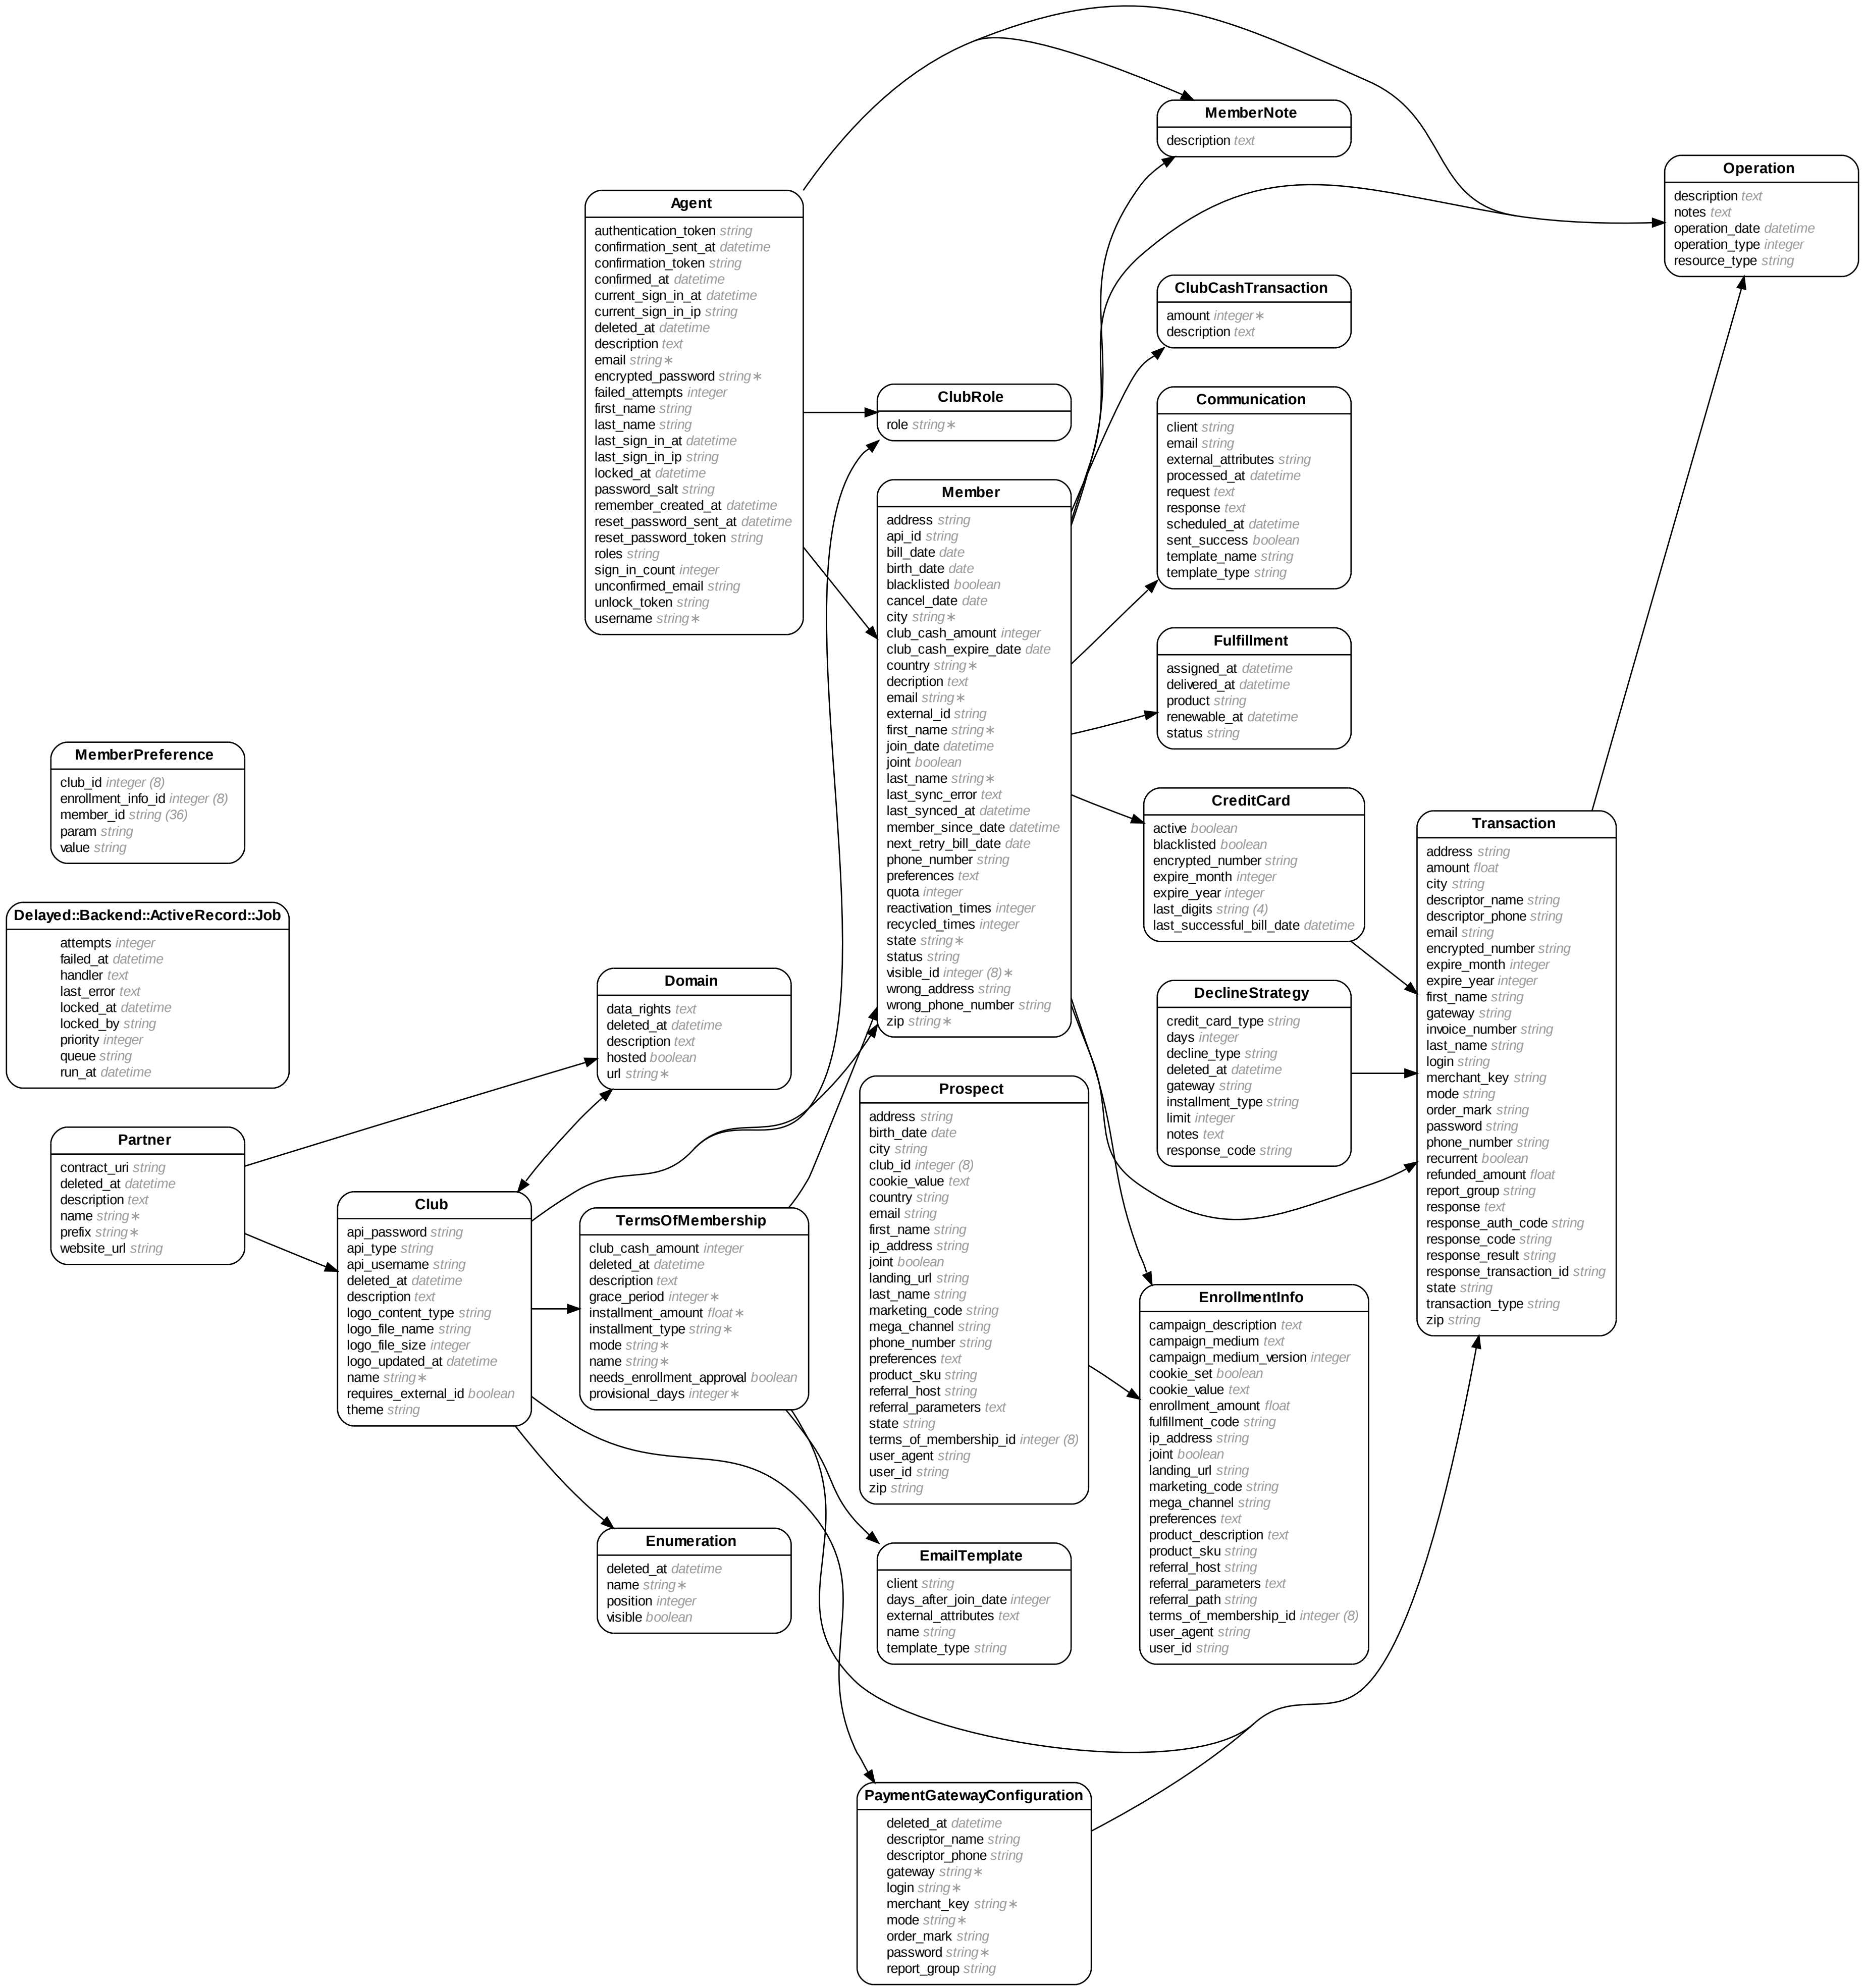 MemberNote
description text
Operation
description text
notes text
operation_date datetime
operation_type integer
resource_type string
Agent
authentication_token string
confirmation_sent_at datetime
confirmation_token string
confirmed_at datetime
current_sign_in_at datetime
current_sign_in_ip string
deleted_at datetime
description text
email string∗
encrypted_password string∗
failed_attempts integer
first_name string
last_name string
last_sign_in_at datetime
last_sign_in_ip string
locked_at datetime
password_salt string
remember_created_at datetime
reset_password_sent_at datetime
reset_password_token string
roles string
sign_in_count integer
unconfirmed_email string
unlock_token string
username string∗
ClubCashTransaction
amount integer∗
description text
ClubRole
role string∗
Communication
client string
email string
external_attributes string
processed_at datetime
request text
response text
scheduled_at datetime
sent_success boolean
template_name string
template_type string
Member
address string
api_id string
bill_date date
birth_date date
blacklisted boolean
cancel_date date
city string∗
club_cash_amount integer
club_cash_expire_date date
country string∗
decription text
email string∗
external_id string
first_name string∗
join_date datetime
joint boolean
last_name string∗
last_sync_error text
last_synced_at datetime
member_since_date datetime
next_retry_bill_date date
phone_number string
preferences text
quota integer
reactivation_times integer
recycled_times integer
state string∗
status string
visible_id integer (8)∗
wrong_address string
wrong_phone_number string
zip string∗
Fulfillment
assigned_at datetime
delivered_at datetime
product string
renewable_at datetime
status string
MemberPreference
club_id integer (8)
enrollment_info_id integer (8)
member_id string (36)
param string
value string
CreditCard
active boolean
blacklisted boolean
encrypted_number string
expire_month integer
expire_year integer
last_digits string (4)
last_successful_bill_date datetime
Transaction
address string
amount float
city string
descriptor_name string
descriptor_phone string
email string
encrypted_number string
expire_month integer
expire_year integer
first_name string
gateway string
invoice_number string
last_name string
login string
merchant_key string
mode string
order_mark string
password string
phone_number string
recurrent boolean
refunded_amount float
report_group string
response text
response_auth_code string
response_code string
response_result string
response_transaction_id string
state string
transaction_type string
zip string
Delayed::Backend::ActiveRecord::Job
attempts integer
failed_at datetime
handler text
last_error text
locked_at datetime
locked_by string
priority integer
queue string
run_at datetime
Domain
data_rights text
deleted_at datetime
description text
hosted boolean
url string∗
DeclineStrategy
credit_card_type string
days integer
decline_type string
deleted_at datetime
gateway string
installment_type string
limit integer
notes text
response_code string
Prospect
address string
birth_date date
city string
club_id integer (8)
cookie_value text
country string
email string
first_name string
ip_address string
joint boolean
landing_url string
last_name string
marketing_code string
mega_channel string
phone_number string
preferences text
product_sku string
referral_host string
referral_parameters text
state string
terms_of_membership_id integer (8)
user_agent string
user_id string
zip string
Partner
contract_uri string
deleted_at datetime
description text
name string∗
prefix string∗
website_url string
Club
api_password string
api_type string
api_username string
deleted_at datetime
description text
logo_content_type string
logo_file_name string
logo_file_size integer
logo_updated_at datetime
name string∗
requires_external_id boolean
theme string
TermsOfMembership
club_cash_amount integer
deleted_at datetime
description text
grace_period integer∗
installment_amount float∗
installment_type string∗
mode string∗
name string∗
needs_enrollment_approval boolean
provisional_days integer∗
EnrollmentInfo
campaign_description text
campaign_medium text
campaign_medium_version integer
cookie_set boolean
cookie_value text
enrollment_amount float
fulfillment_code string
ip_address string
joint boolean
landing_url string
marketing_code string
mega_channel string
preferences text
product_description text
product_sku string
referral_host string
referral_parameters text
referral_path string
terms_of_membership_id integer (8)
user_agent string
user_id string
Enumeration
deleted_at datetime
name string∗
position integer
visible boolean
EmailTemplate
client string
days_after_join_date integer
external_attributes text
name string
template_type string
PaymentGatewayConfiguration
deleted_at datetime
descriptor_name string
descriptor_phone string
gateway string∗
login string∗
merchant_key string∗
mode string∗
order_mark string
password string∗
report_group string